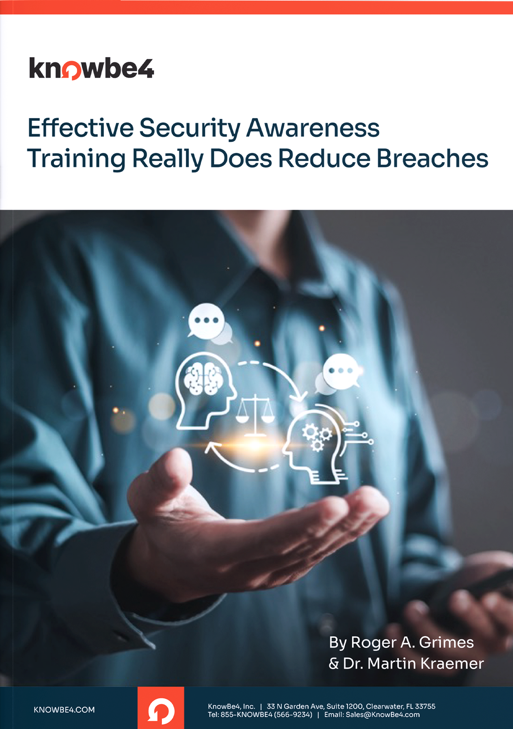 knowbe4
Effective Security Awareness
Training Really Does Reduce Breaches
By Roger A. Grimes
& Dr. Martin Kraemer
KNOWBE4.COM
KnowBe4, Inc. | 33 N Garden Ave, Suite 1200, Clearwater, FL 33755
Tel: 855-KNOWBE4 (566-9234) | Email: Sales@KnowBe4.com